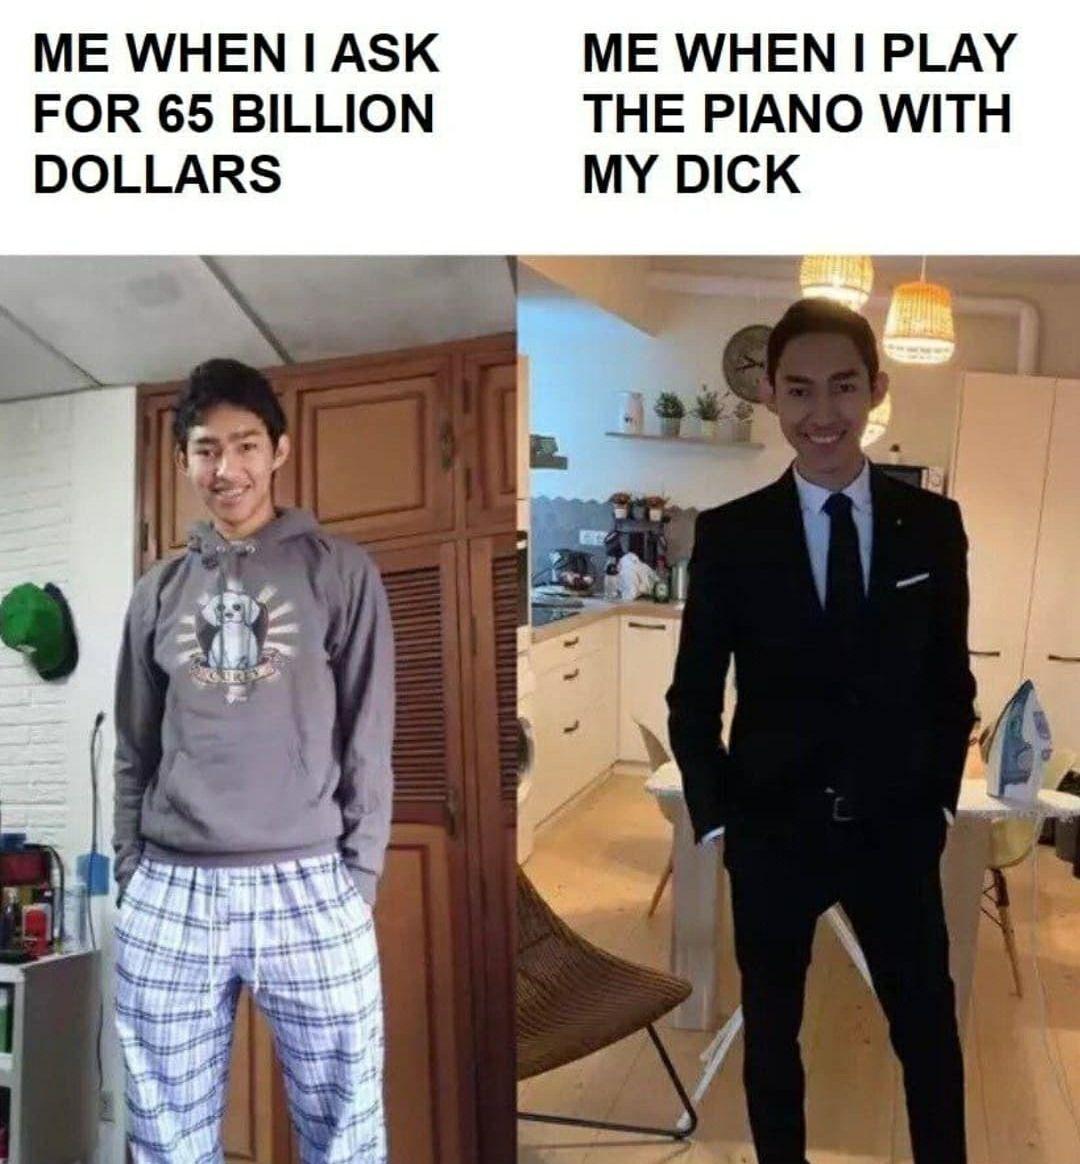 ME WHEN I ASK
FOR 65 BILLION
DOLLARS
ME WHEN I PLAY
THE PIANO WITH
MY DICK